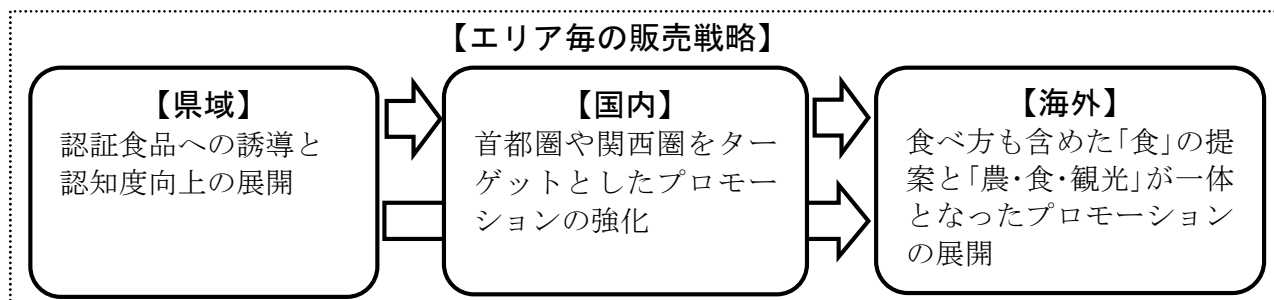 【エリア毎の販売戦略】
【県域】
認証食品への誘導と
認知度向上の展開
【国内】
首都圏や関西圏をター
ゲットとしたプロモー
ションの強化
【海外】
食べ方も含めた「食」の提
案と「農・食・観光」が一体
となったプロモーション
の展開